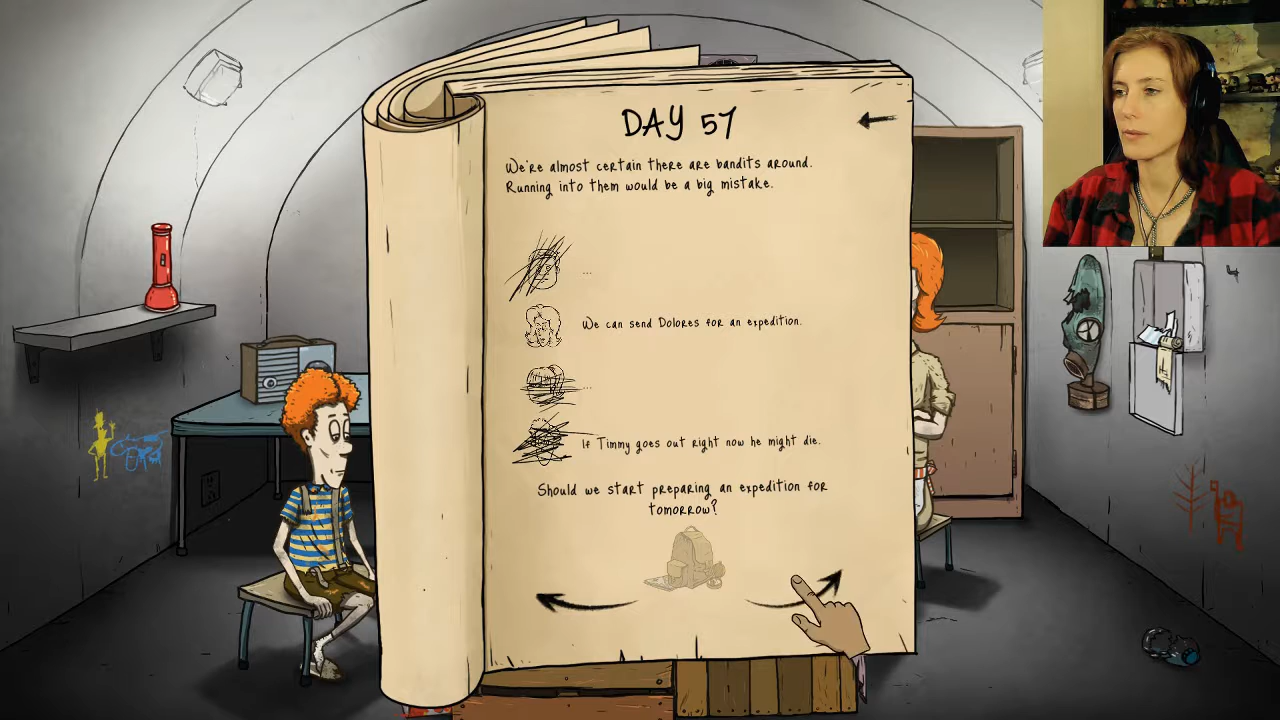 DAY 57
We're almost certain there are bandits around.
Running into them would be a big mistake.
...
We can send Dolores for an expedition.
...
If Timmy goes out right now he might die.
Should we start preparing an expedition for
tomorrow?